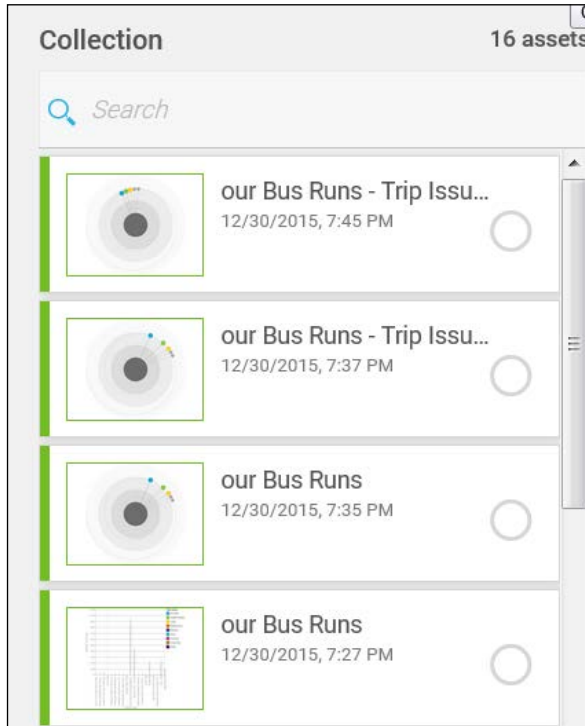 Collection
16 assets
Search
our Bus Runs - Trip Issu...
12/30/2015, 7:45 PM
our Bus Runs - Trip Issu...
12/30/2015, 7:37 PM
our Bus Runs
12/30/2015, 7:35 PM
our Bus Runs
12/30/2015, 7:27 PM